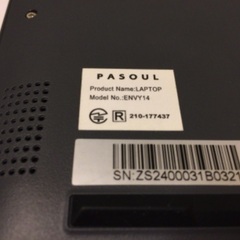 PASOUL
Product Name:LAPTOP
Model No.:ENVY14
R 210-177437
SN:ZS2400031B0321